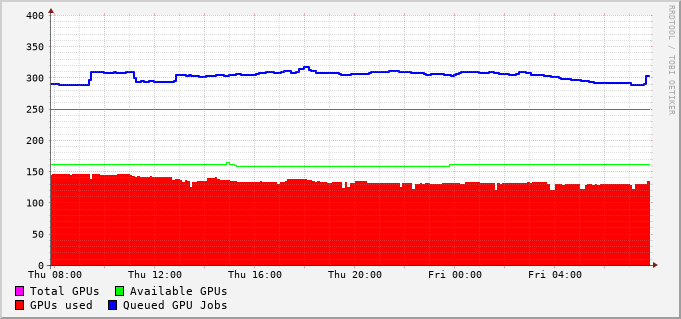 400
350
300
250
200
150
100
50
0
Thu 08:00 Thu 12:00 Thu 16:00 Thu 20:00 Fri 00:00 Fri 04:00
Total GPUs Available GPUs
GPUs used Queued GPU Jobs
RRDTOOL / TOBI OETIKER